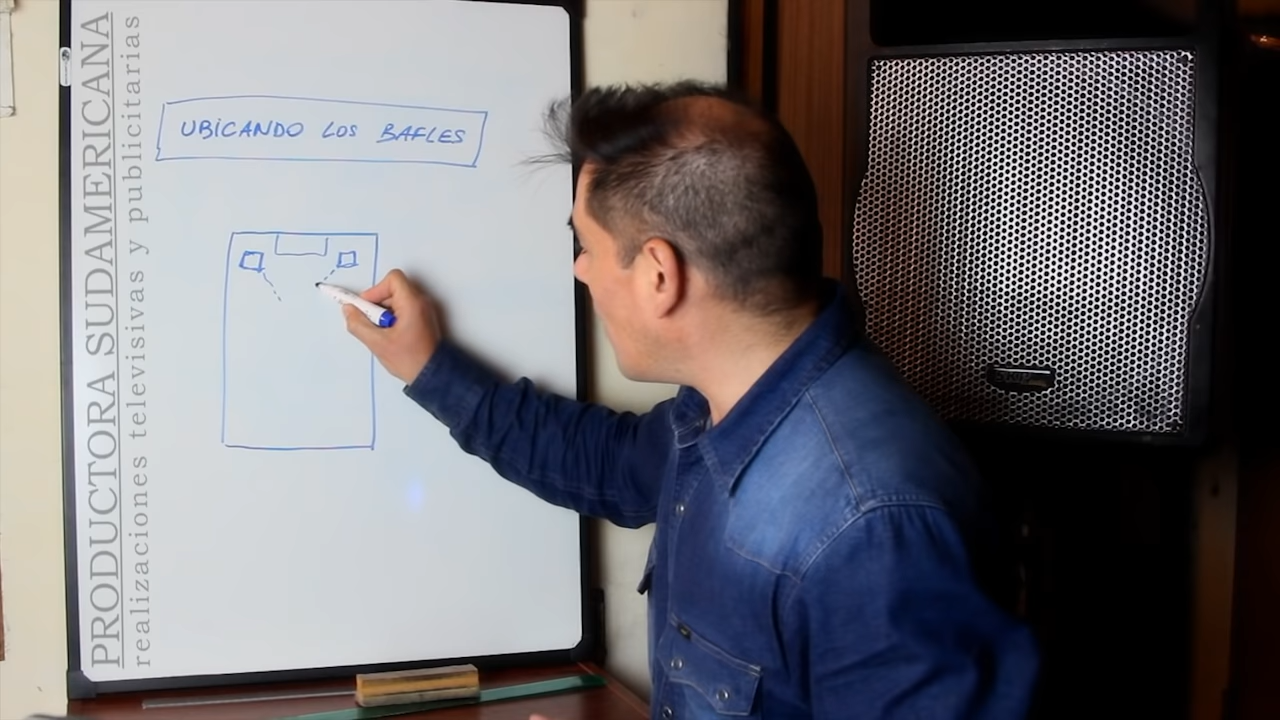 UBICANDO LOS BAFLES
PRODUCTORA SUDAMERICANA
realizaciones televisivas y publicitarias